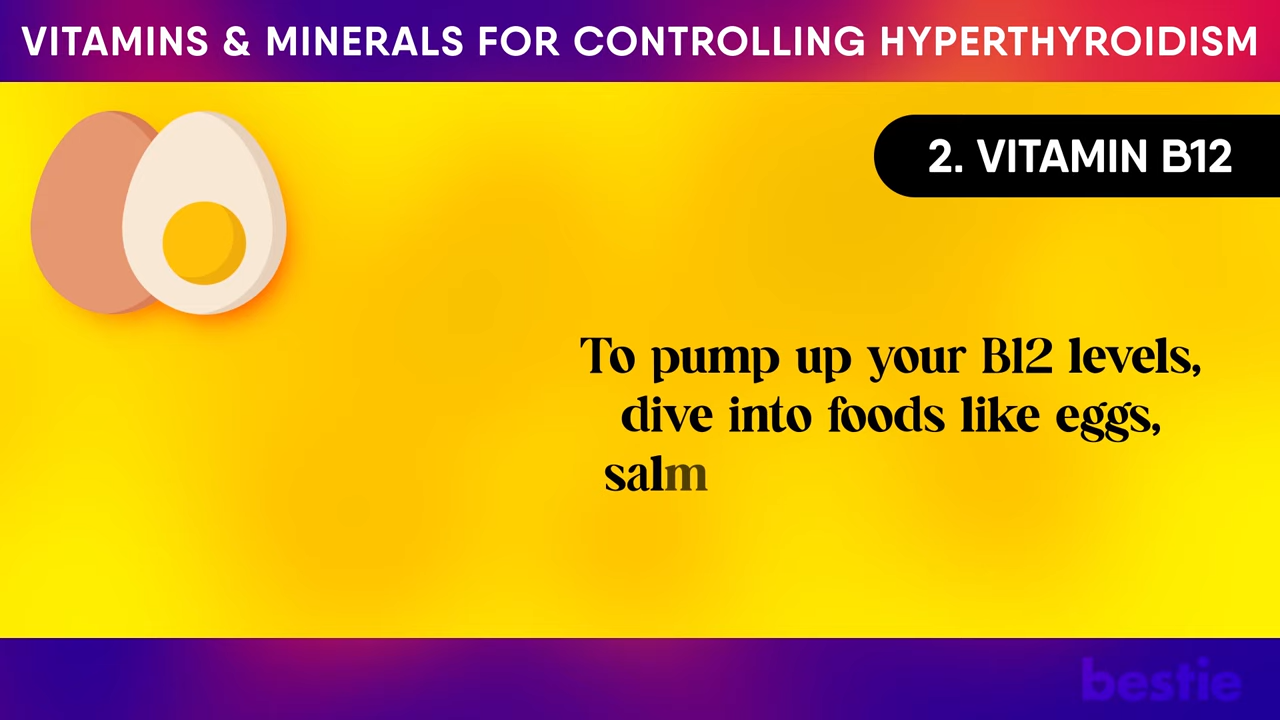 VITAMINS & MINERALS FOR CONTROLLING HYPERTHYROIDISM
2. VITAMIN B12
To pump up your B12 levels,
dive into foods like eggs,
salm
bestie